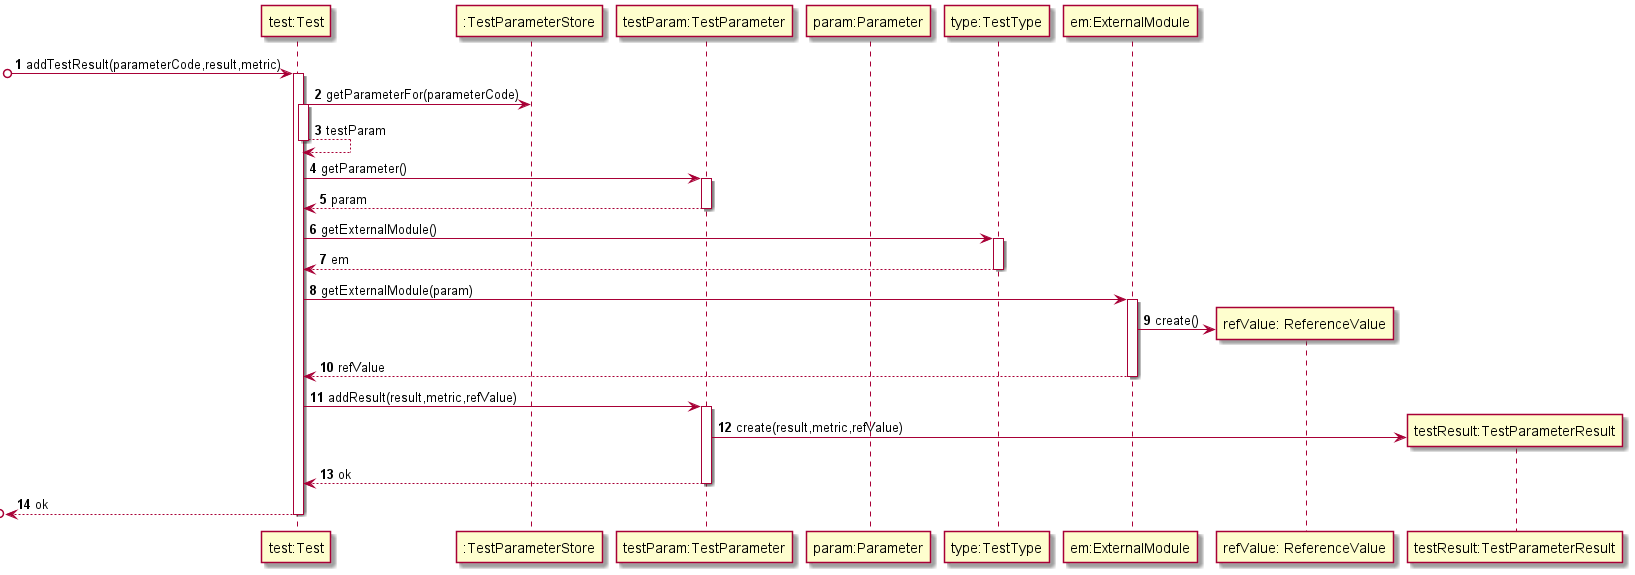 test:Test
:TestParameterStore
testParam:TestParameter
param:Parameter
type:TestType
em:ExternalModule
1 addTestResult(parameterCode,result,metric)
2 getParameterFor(parameterCode)
3 testParam
4 getParameter()
5 param
6 getExternalModule()
7 em
8 getExternalModule(param)
9 create()
refValue: ReferenceValue
10 refValue
11 addResult(result,metric,refValue)
12 create(result,metric,refValue)
testResult:TestParameterResult
13 ok
14 ok
test:Test
:TestParameterStore
testParam:TestParameter
param:Parameter
type:TestType
em:ExternalModule
refValue: ReferenceValue
testResult:TestParameterResult